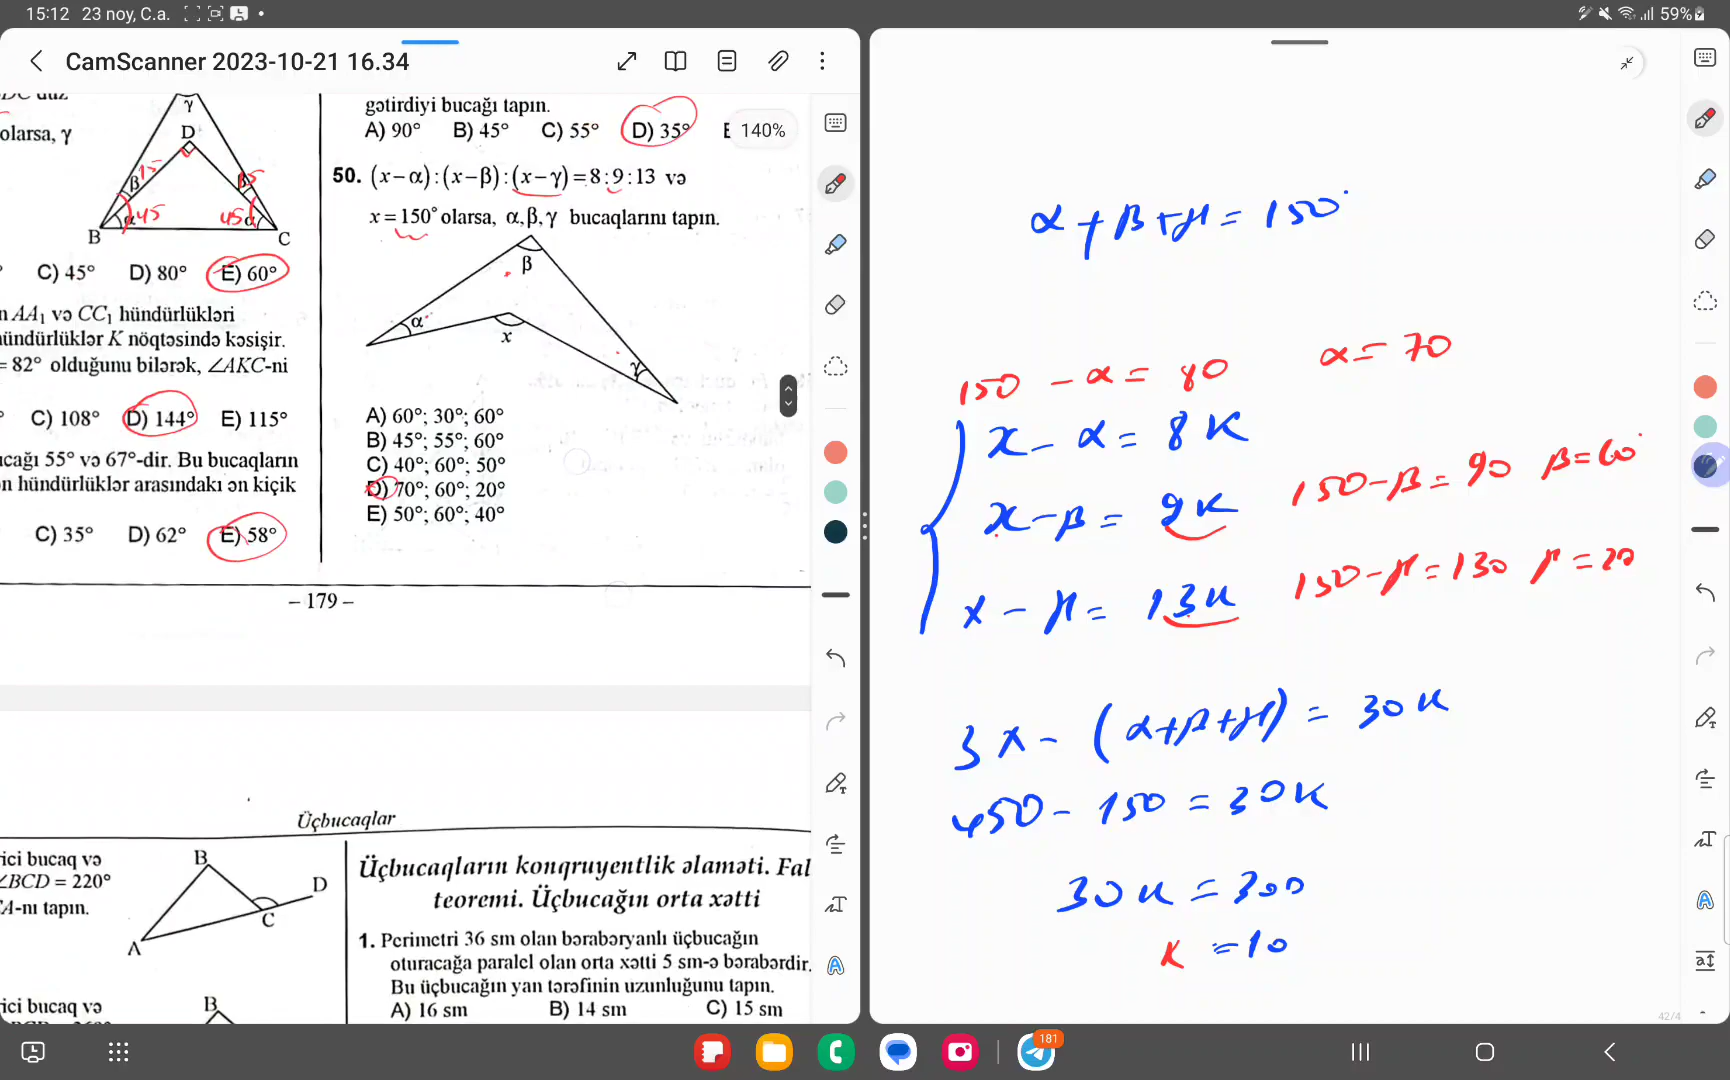 15:12 23 noy, C.a.
59%
CamScanner 2023-10-21 16.34
140%
olarsa, γ
γ
D
β
15
β5
45
α
45
α
B
C
C) 45° D) 80° E) 60°
AA₁ və CC₁ hündürlükləri
hündürlüklər K nöqtəsində kəsişir.
= 82° olduğunu bilərək, ∠AKC-ni
C) 108° D) 144° E) 115°
cağı 55° və 67°-dir. Bu bucaqların
n hündürlüklər arasındakı ən kiçik
C) 35° D) 62° E) 58°
gətirdiyi bucağı tapın.
A) 90° B) 45° C) 55° D) 35° E
50. (x−α):(x−β):(x−γ)=8:9:13 və
x=150° olarsa, α,β,γ bucaqlarını tapın.
β
α
x
γ
A) 60°; 30°; 60°
B) 45°; 55°; 60°
C) 40°; 60°; 50°
D) 70°; 60°; 20°
E) 50°; 60°; 40°
– 179 –
Üçbucaqlar
rici bucaq və
∠BCD = 220°
A-nı tapın.
B
D
C
A
rici bucaq və
B
Üçbucaqların konqruyentlik əlaməti. Fal
teoremi. Üçbucağın orta xətti
1. Perimetri 36 sm olan bərabəryanlı üçbucağın
oturacağa paralel olan orta xətti 5 sm-ə bərabərdir.
Bu üçbucağın yan tərəfinin uzunluğunu tapın.
A) 16 sm B) 14 sm C) 15 sm
α+β+γ=150°
150 − α = 80 α = 70
x − α = 8k
x − β = 9k 150 − β = 90 β = 60°
x − γ = 13k 150 − γ = 130 γ = 20
3x − (α+β+γ) = 30k
450 − 150 = 30k
30k = 300
k = 10
42/4
181